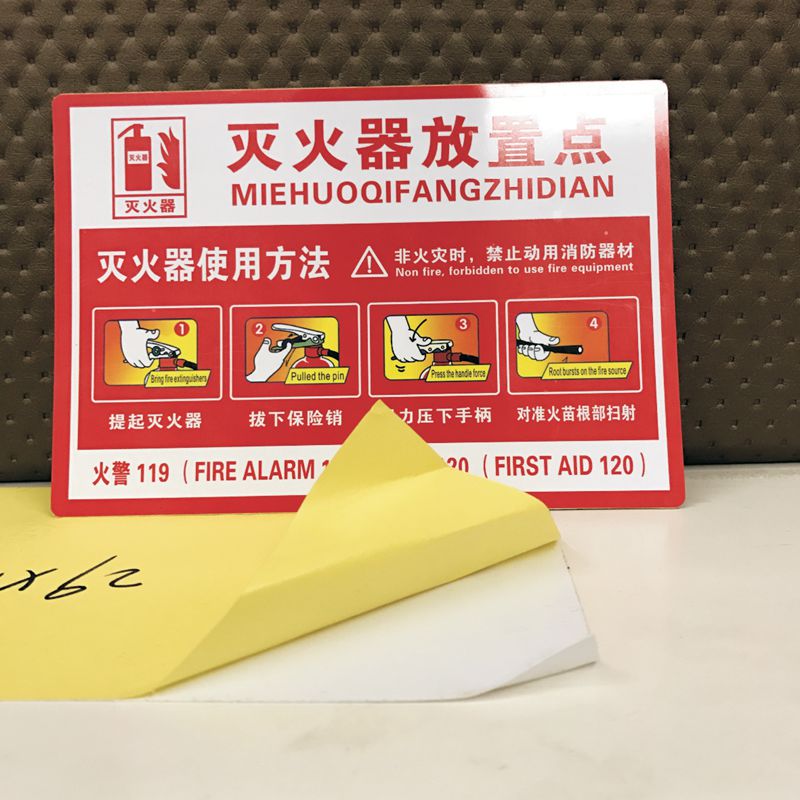 灭火器
灭火器
灭火器放置点
MIEHUOQIFANGZHIDIAN
灭火器使用方法
非火灾时，禁止动用消防器材
Non fire, forbidden to use fire equipment
1
Bring fire extinguishers
提起灭火器
2
Pulled the pin
拔下保险销
3
Press the handle force
力压下手柄
4
Root bursts on the fire source
对准火苗根部扫射
火警 119（FIRE ALARM 1
20（FIRST AID 120）